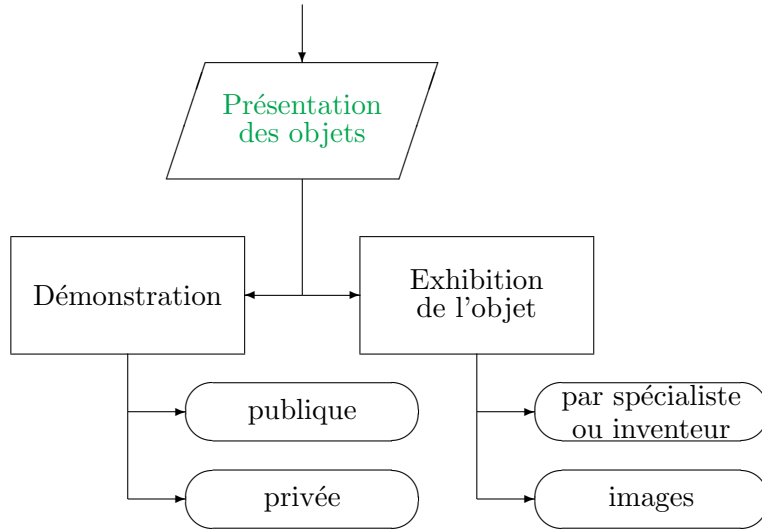 Présentation
des objets
Démonstration
Exhibition
de l'objet
publique
par spécialiste
ou inventeur
privée
images